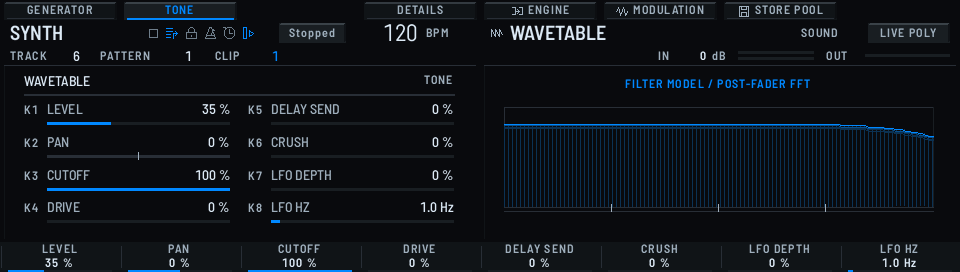 GENERATOR TONE DETAILS ENGINE MODULATION STORE POOL
SYNTH Stopped 120 BPM WAVETABLE SOUND LIVE POLY
TRACK 6 PATTERN 1 CLIP 1 IN 0 dB OUT
WAVETABLE TONE
FILTER MODEL / POST-FADER FFT
K1 LEVEL 35 % K5 DELAY SEND 0 %
K2 PAN 0 % K6 CRUSH 0 %
K3 CUTOFF 100 % K7 LFO DEPTH 0 %
K4 DRIVE 0 % K8 LFO HZ 1.0 Hz
LEVEL PAN CUTOFF DRIVE DELAY SEND CRUSH LFO DEPTH LFO HZ
35 % 0 % 100 % 0 % 0 % 0 % 0 % 1.0 Hz